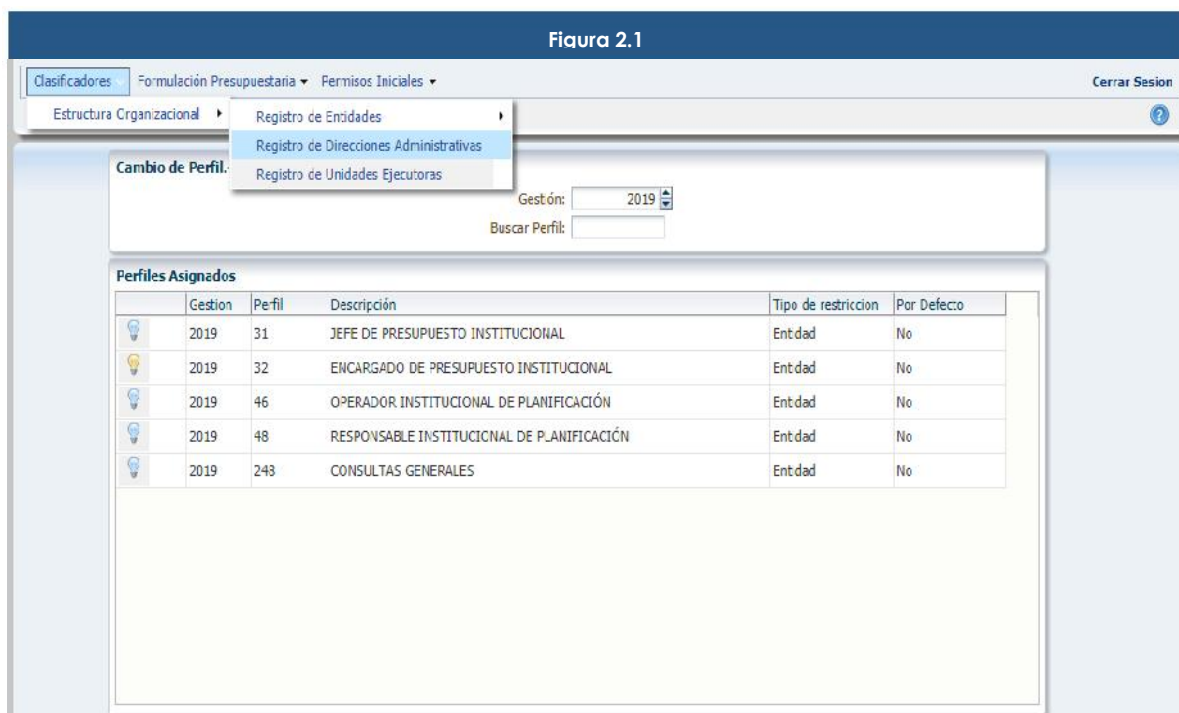 Figura 2.1
Clasificadores Formulación Presupuestaria Permisos Iniciales Cerrar Sesion
Estructura Organizacional Registro de Entidades
Registro de Direcciones Administrativas
Registro de Unidades Ejecutoras
Cambio de Perfil.
Gestión: 2019
Buscar Perfil:
Perfiles Asignados
Gestion Perfil Descripción Tipo de restriccion Por Defecto
2019 31 JEFE DE PRESUPUESTO INSTITUCIONAL Entidad No
2019 32 ENCARGADO DE PRESUPUESTO INSTITUCIONAL Entidad No
2019 46 OPERADOR INSTITUCIONAL DE PLANIFICACIÓN Entidad No
2019 48 RESPONSABLE INSTITUCIONAL DE PLANIFICACIÓN Entidad No
2019 243 CONSULTAS GENERALES Entidad No